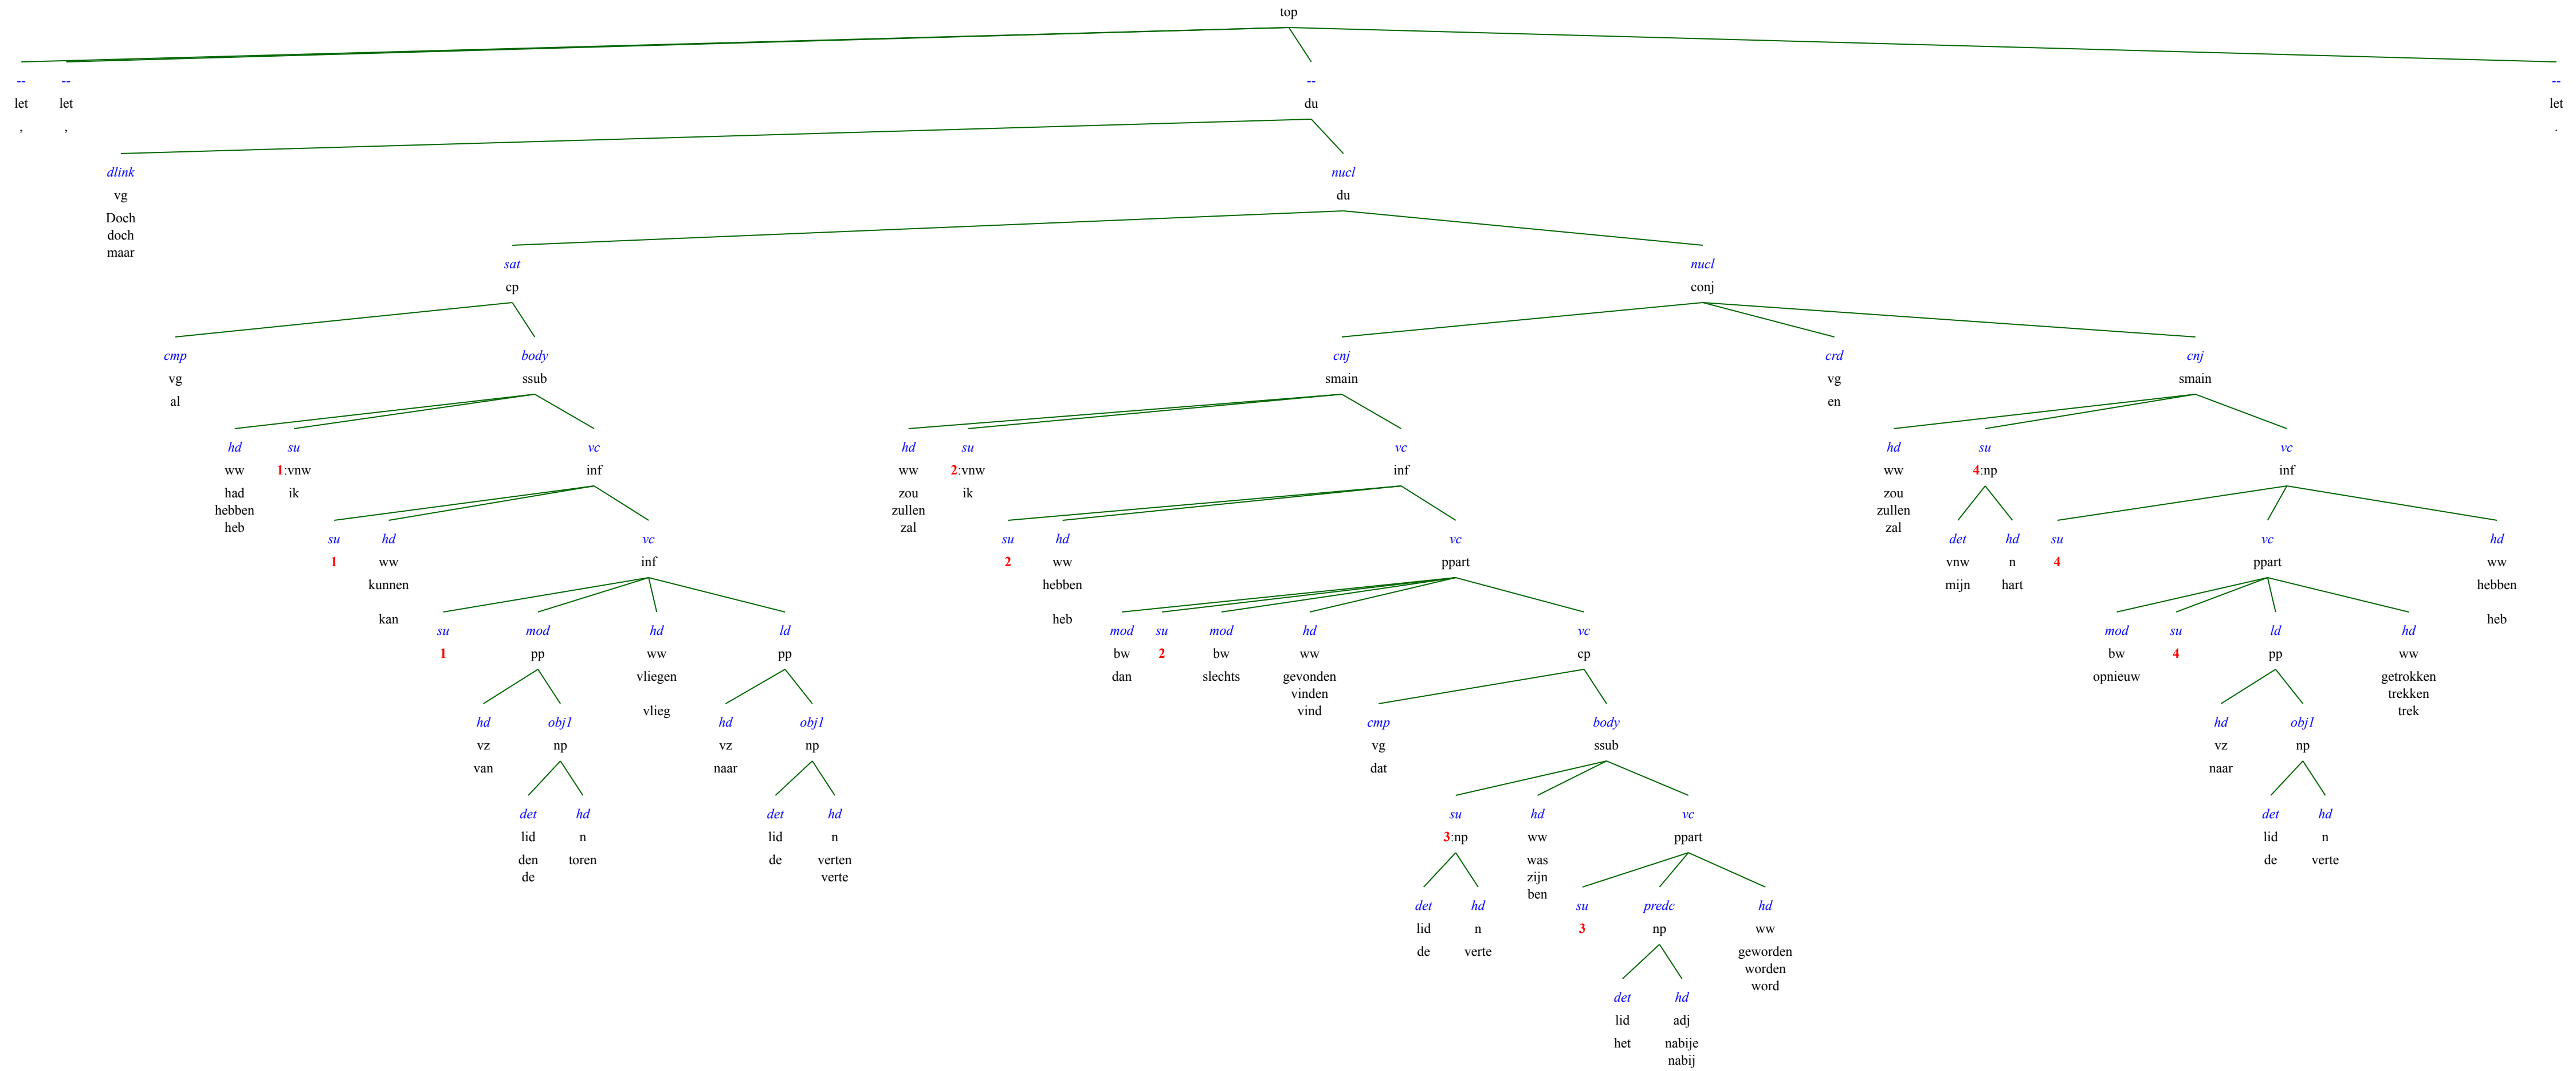 top
-- -- -- --
let let du let
, , .
dlink nucl
vg du
Doch
doch
maar
sat nucl
cp conj
cmp body cnj crd cnj
vg ssub smain vg smain
al en
hd su vc hd su vc hd su vc
ww 1:vnw inf ww 2:vnw inf ww 4:np inf
had ik zou ik zou
hebben zullen zullen
heb zal zal
su hd vc su hd vc det hd su vc hd
1 ww inf 2 ww ppart vnw n 4 ppart ww
kunnen hebben mijn hart hebben
kan heb heb
su mod hd ld mod su mod hd vc mod su ld hd
1 pp ww pp bw 2 bw ww cp bw 4 pp ww
vliegen dan slechts gevonden opnieuw getrokken
vinden trekken
vlieg vind trek
hd obj1 hd obj1 cmp body hd obj1
vz np vz np vg ssub vz np
van naar dat naar
det hd det hd su hd vc det hd
lid n lid n 3:np ww ppart lid n
den toren de verten was de verte
de verte zijn
ben
det hd su predc hd
lid n 3 np ww
de verte geworden
worden
word
det hd
lid adj
het nabije
nabij